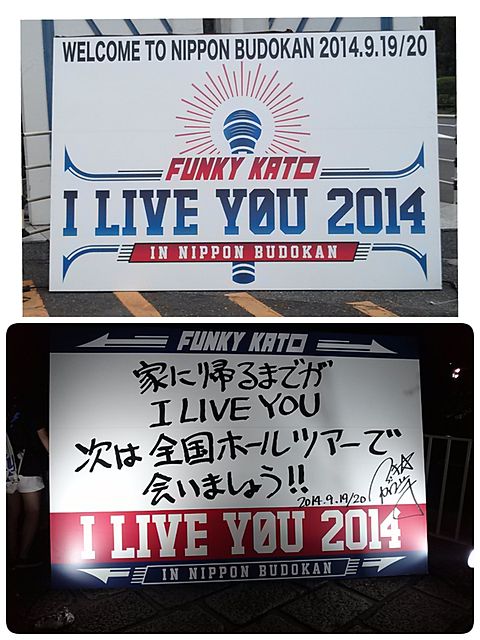 WELCOME TO NIPPON BUDOKAN 2014.9.19/20
FUNKY KATO
I LIVE YOU 2014
IN NIPPON BUDOKAN
FUNKY KATO
家に帰るまでが
I LIVE YOU
次は全国ホールツアーで
会いましょう!!
2014.9.19/20
I LIVE YOU 2014
IN NIPPON BUDOKAN